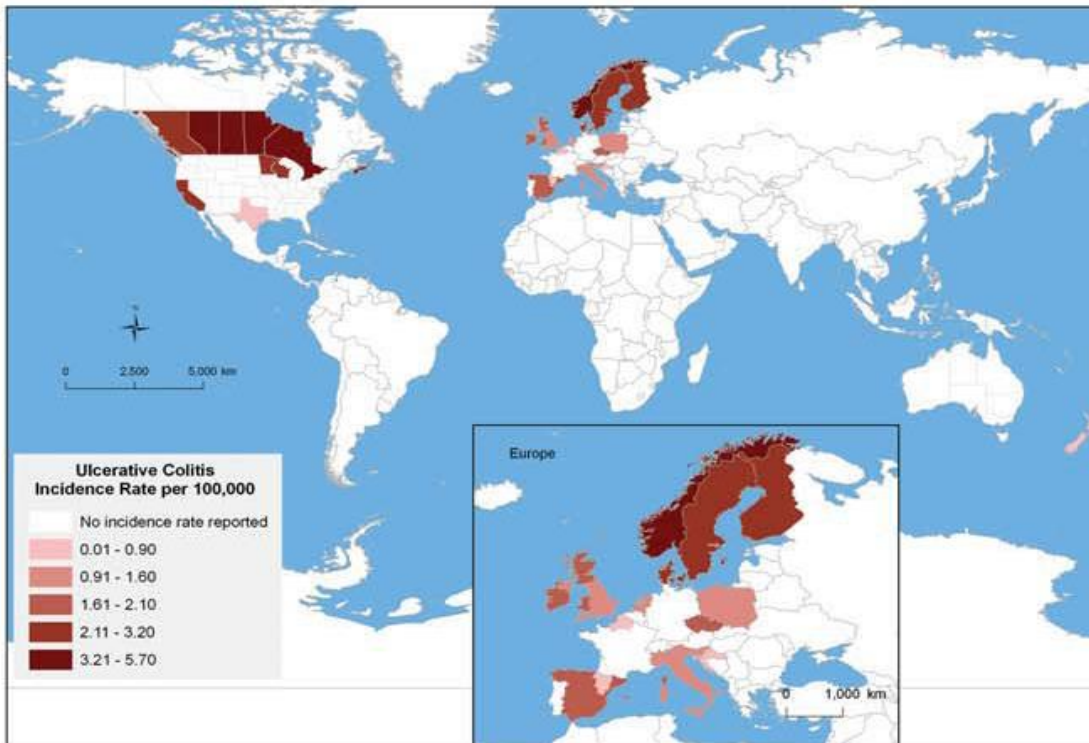 N
0 2,500 5,000 km
Europe
Ulcerative Colitis
Incidence Rate per 100,000
No incidence rate reported
0.01 - 0.90
0.91 - 1.60
1.61 - 2.10
2.11 - 3.20
3.21 - 5.70
0 1,000 km